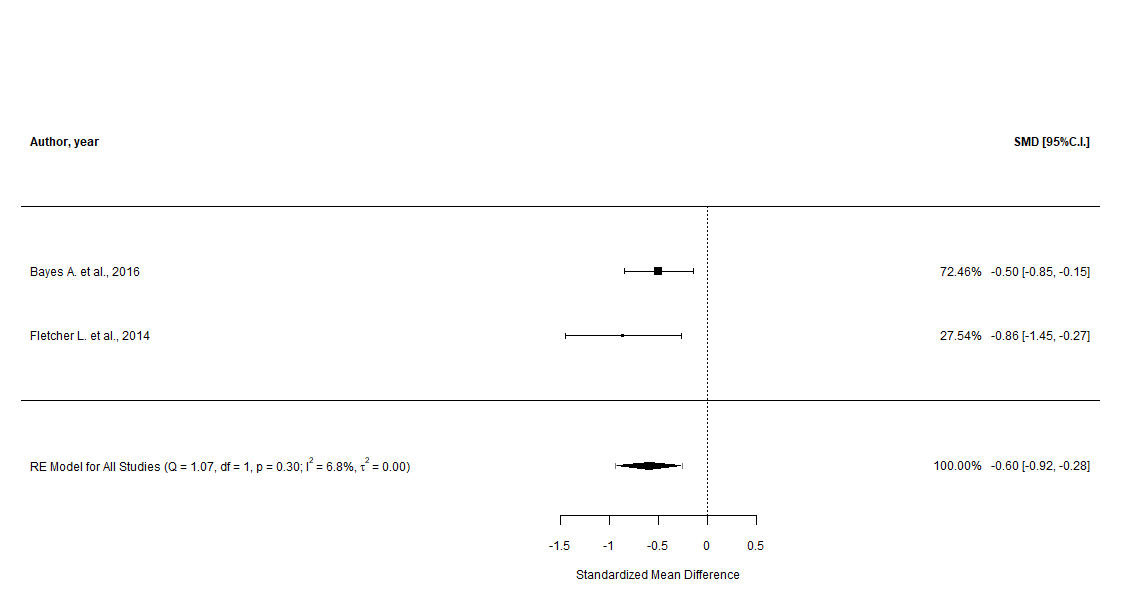 Author, year SMD [95%C.I.]
Bayes A. et al., 2016 72.46% -0.50 [-0.85, -0.15]
Fletcher L. et al., 2014 27.54% -0.86 [-1.45, -0.27]
RE Model for All Studies (Q = 1.07, df = 1, p = 0.30; I² = 6.8%, τ² = 0.00) 100.00% -0.60 [-0.92, -0.28]
-1.5 -1 -0.5 0 0.5
Standardized Mean Difference